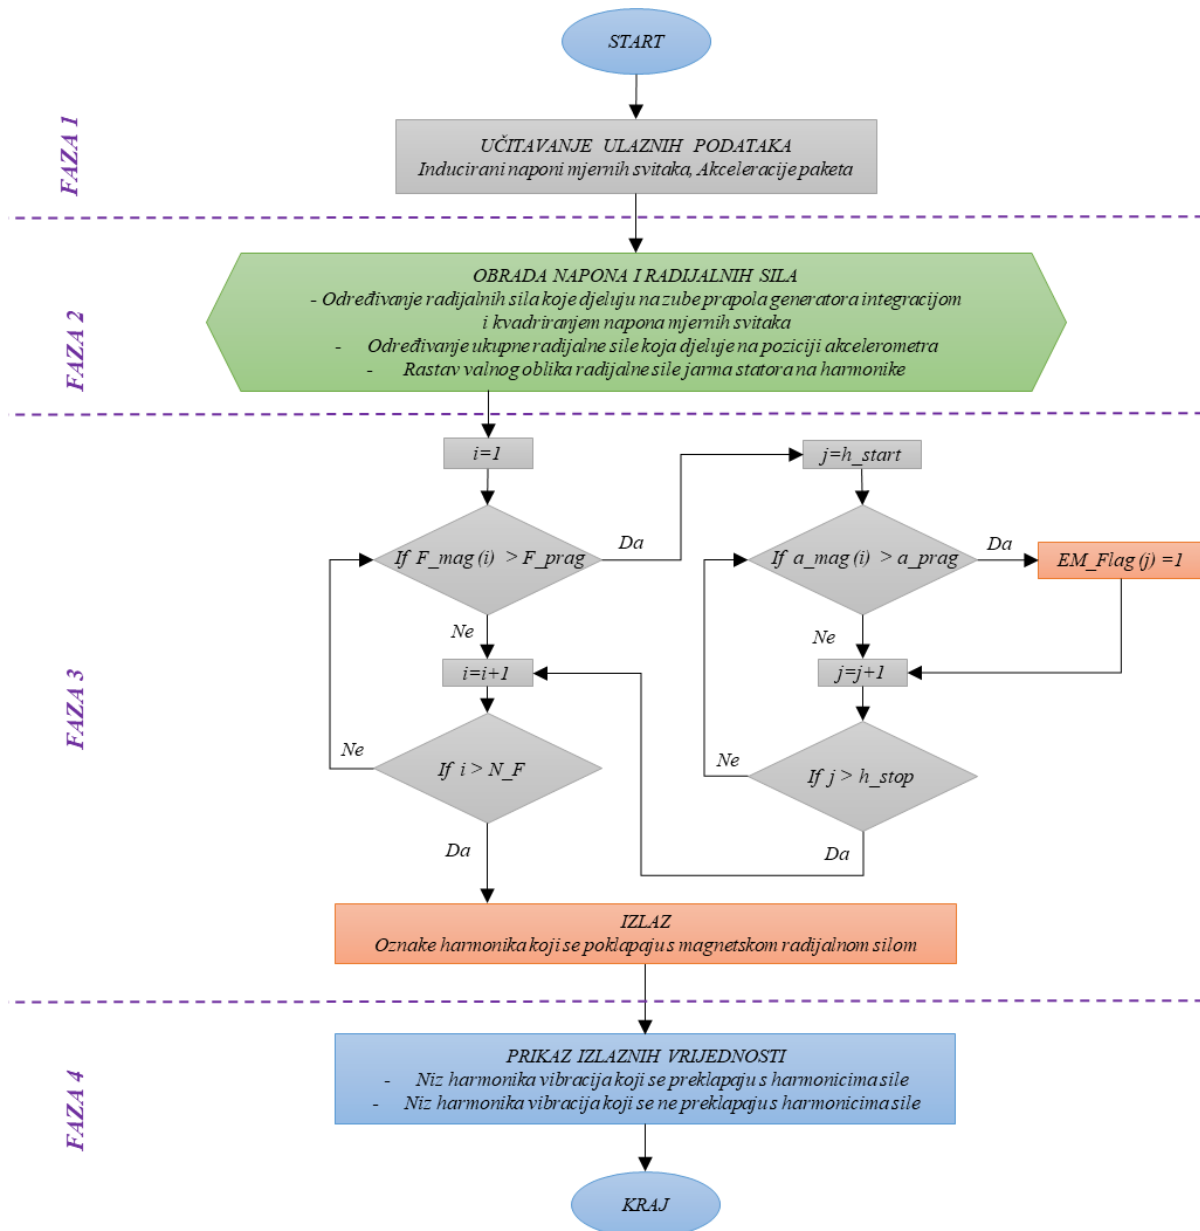 START
FAZA 1
UČITAVANJE ULAZNIH PODATAKA
Inducirani naponi mjernih svitaka, Akceleracije paketa
FAZA 2
OBRADA NAPONA I RADIJALNIH SILA
- Određivanje radijalnih sila koje djeluju na zube prapola generatora integracijom
i kvadriranjem napona mjernih svitaka
- Određivanje ukupne radijalne sile koja djeluje na poziciji akcelerometra
- Rastav valnog oblika radijalne sile jarma statora na harmonike
FAZA 3
i=1
If F_mag (i) > F_prag
Da
Ne
i=i+1
Ne
If i > N_F
Da
j=h_start
If a_mag (i) > a_prag
Da
EM_Flag (j) =1
Ne
j=j+1
Ne
If j > h_stop
Da
IZLAZ
Oznake harmonika koji se poklapaju s magnetskom radijalnom silom
FAZA 4
PRIKAZ IZLAZNIH VRIJEDNOSTI
- Niz harmonika vibracija koji se preklapaju s harmonicima sile
- Niz harmonika vibracija koji se ne preklapaju s harmonicima sile
KRAJ